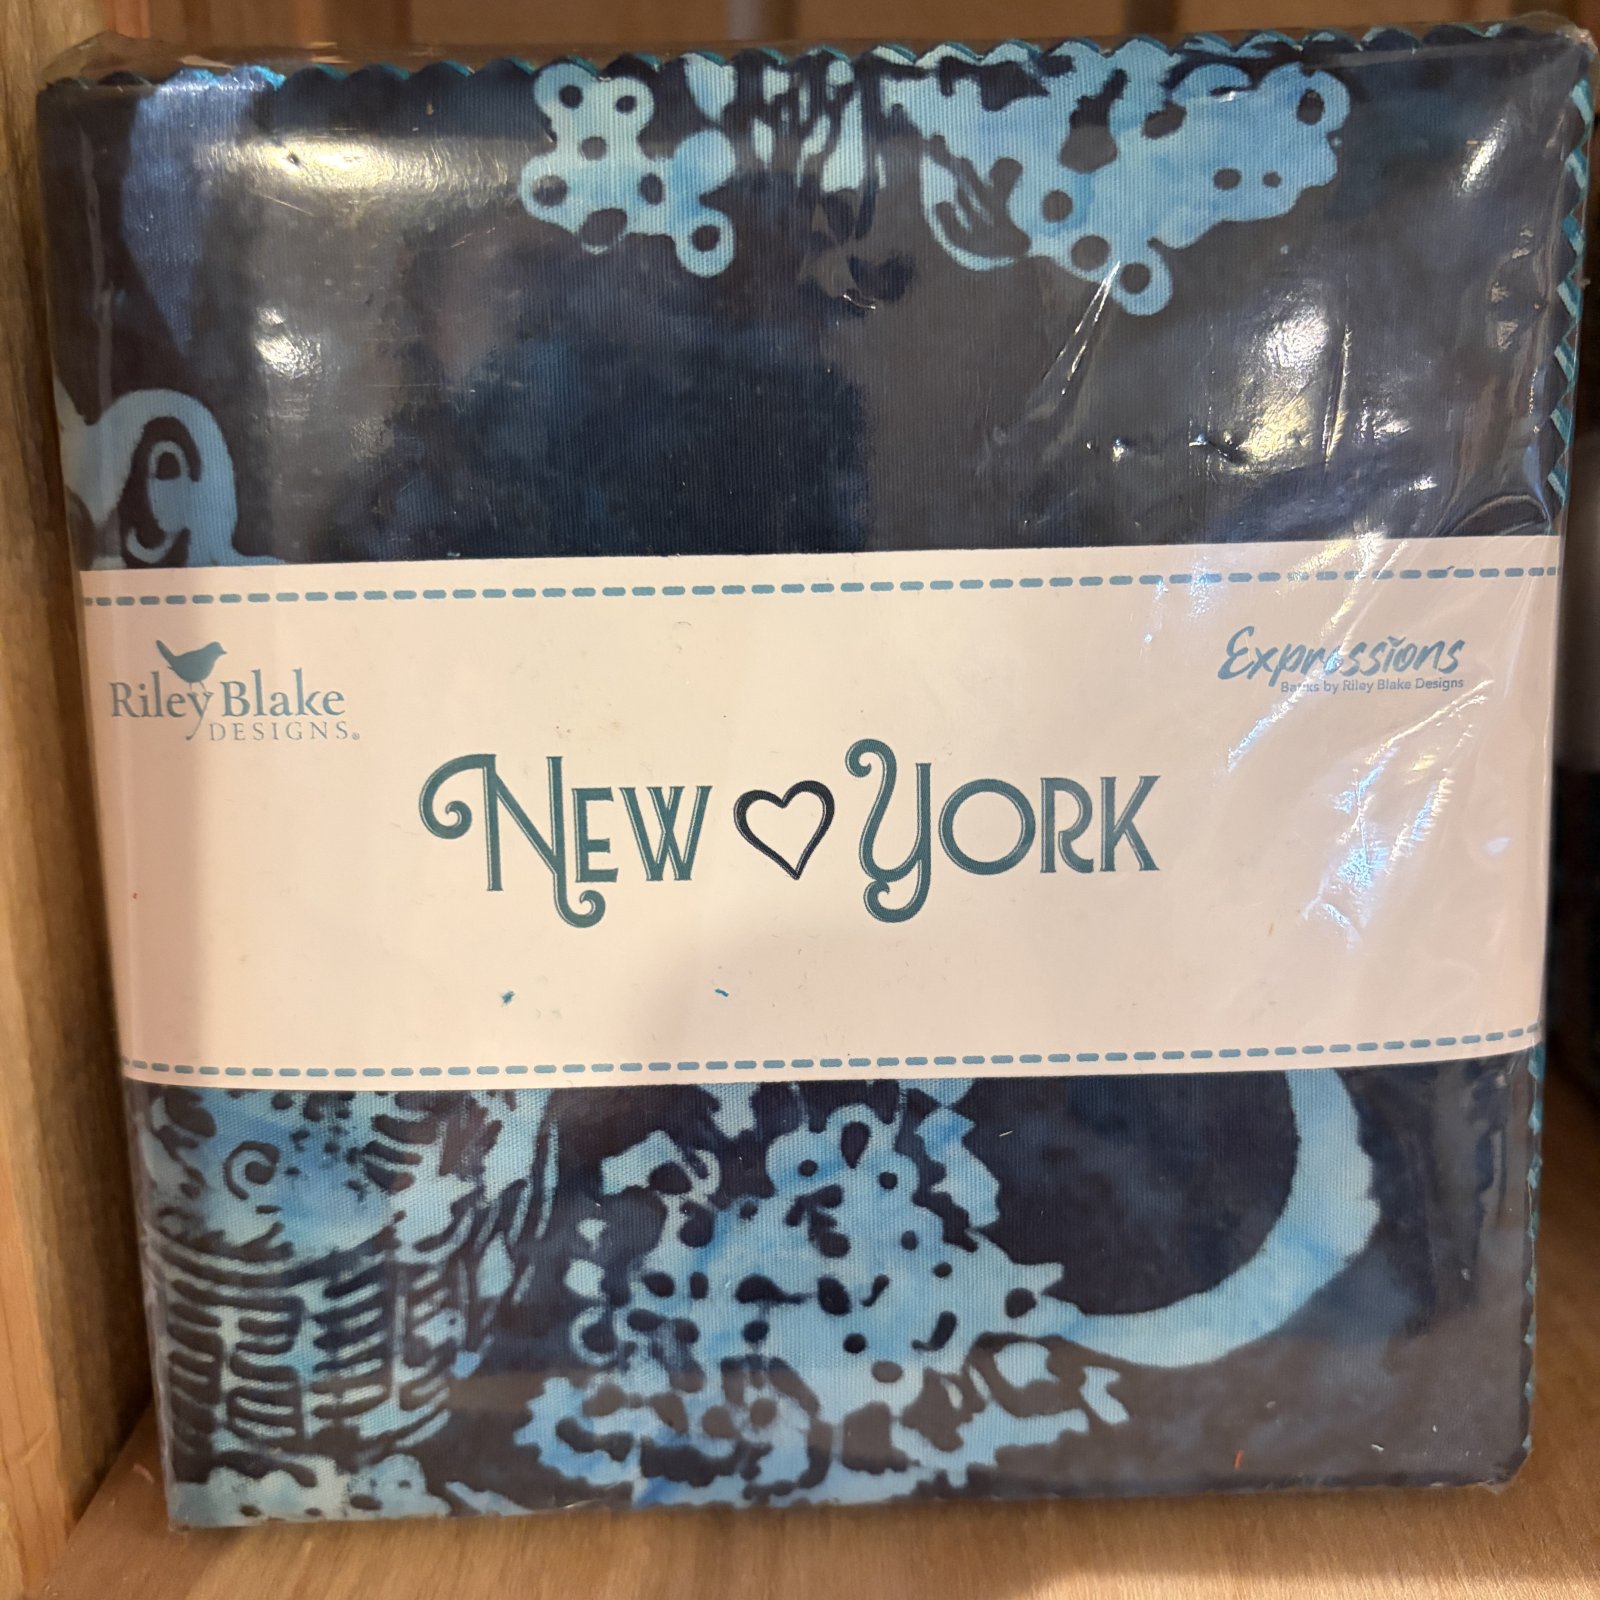 Riley Blake
DESIGNS®
Expressions
Batiks by Riley Blake Designs
NEW YORK